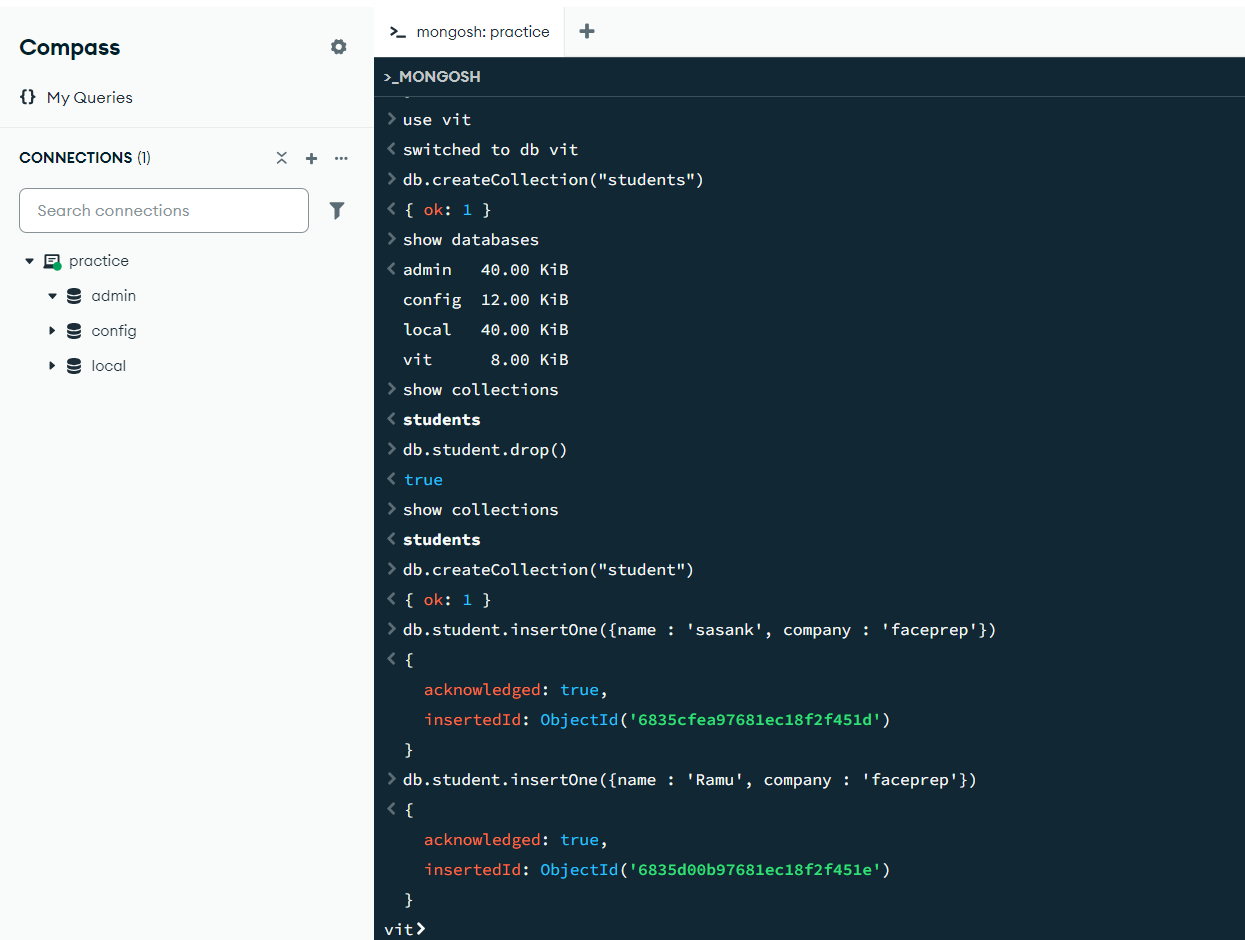 Compass
{} My Queries
CONNECTIONS (1)
Search connections
practice
admin
config
local
>_ mongosh: practice +
>_MONGOSH
> use vit
< switched to db vit
> db.createCollection("students")
< { ok: 1 }
> show databases
< admin 40.00 KiB
config 12.00 KiB
local 40.00 KiB
vit 8.00 KiB
> show collections
< students
> db.student.drop()
< true
> show collections
< students
> db.createCollection("student")
< { ok: 1 }
> db.student.insertOne({name : 'sasank', company : 'faceprep'})
< {
acknowledged: true,
insertedId: ObjectId('6835cfea97681ec18f2f451d')
}
> db.student.insertOne({name : 'Ramu', company : 'faceprep'})
< {
acknowledged: true,
insertedId: ObjectId('6835d00b97681ec18f2f451e')
}
vit>